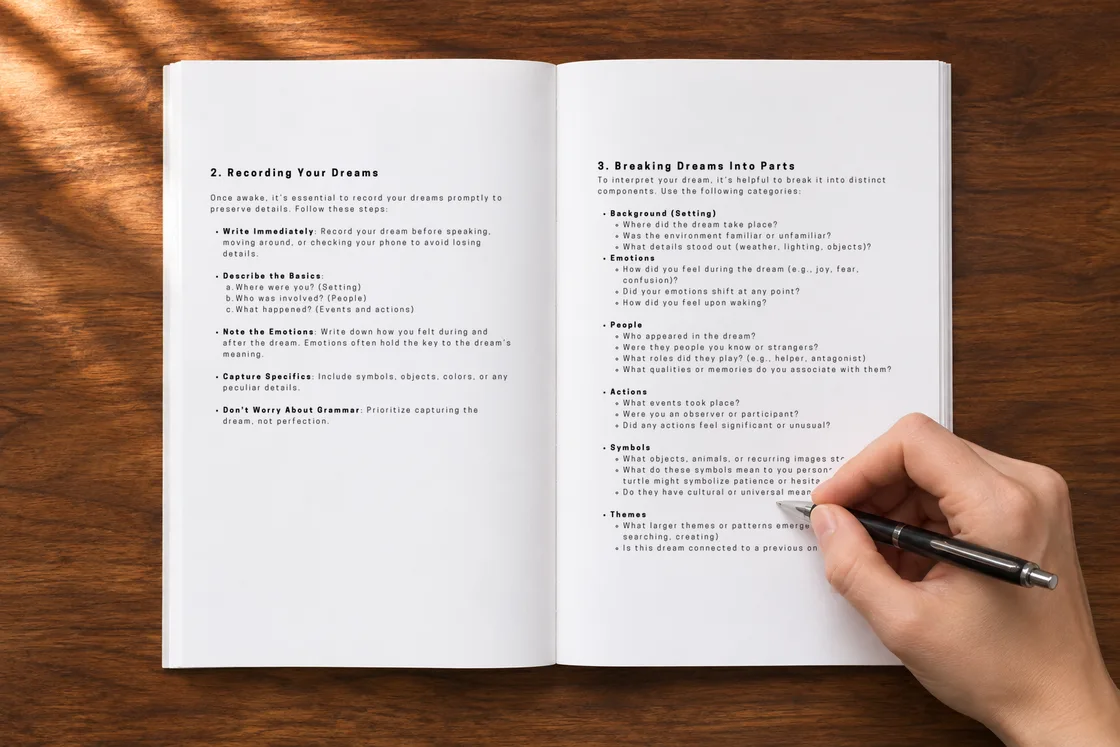 2. Recording Your Dreams
Once awake, it's essential to record your dreams promptly to
preserve details. Follow these steps:
• Write Immediately: Record your dream before speaking,
moving around, or checking your phone to avoid losing
details.
• Describe the Basics:
a. Where were you? (Setting)
b. Who was involved? (People)
c. What happened? (Events and actions)
• Note the Emotions: Write down how you felt during and
after the dream. Emotions often hold the key to the dream's
meaning.
• Capture Specifics: Include symbols, objects, colors, or any
peculiar details.
• Don't Worry About Grammar: Prioritize capturing the
dream, not perfection.
3. Breaking Dreams Into Parts
To interpret your dream, it's helpful to break it into distinct
components. Use the following categories:
• Background (Setting)
∘ Where did the dream take place?
∘ Was the environment familiar or unfamiliar?
∘ What details stood out (weather, lighting, objects)?
• Emotions
∘ How did you feel during the dream (e.g., joy, fear,
confusion)?
∘ Did your emotions shift at any point?
∘ How did you feel upon waking?
• People
∘ Who appeared in the dream?
∘ Were they people you know or strangers?
∘ What roles did they play? (e.g., helper, antagonist)
∘ What qualities or memories do you associate with them?
• Actions
∘ What events took place?
∘ Were you an observer or participant?
∘ Did any actions feel significant or unusual?
• Symbols
∘ What objects, animals, or recurring images
∘ What do these symbols mean to you
turtle might symbolize patience or
∘ Do they have cultural or universal
• Themes
∘ What larger themes or patterns emerge
searching, creating)
∘ Is this dream connected to a previous